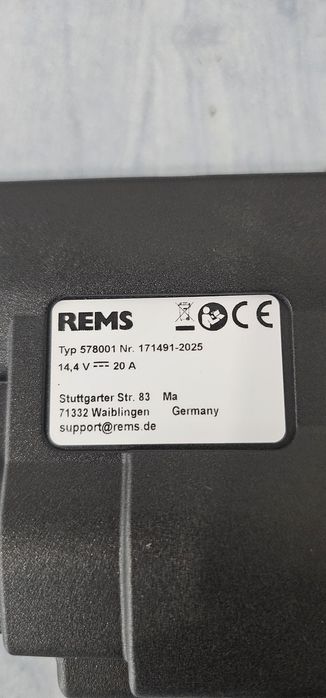 REMS CE
Typ 578001 Nr. 171491-2025
14,4 V 20 A
Stuttgarter Str. 83 Ma
71332 Waiblingen Germany
support@rems.de